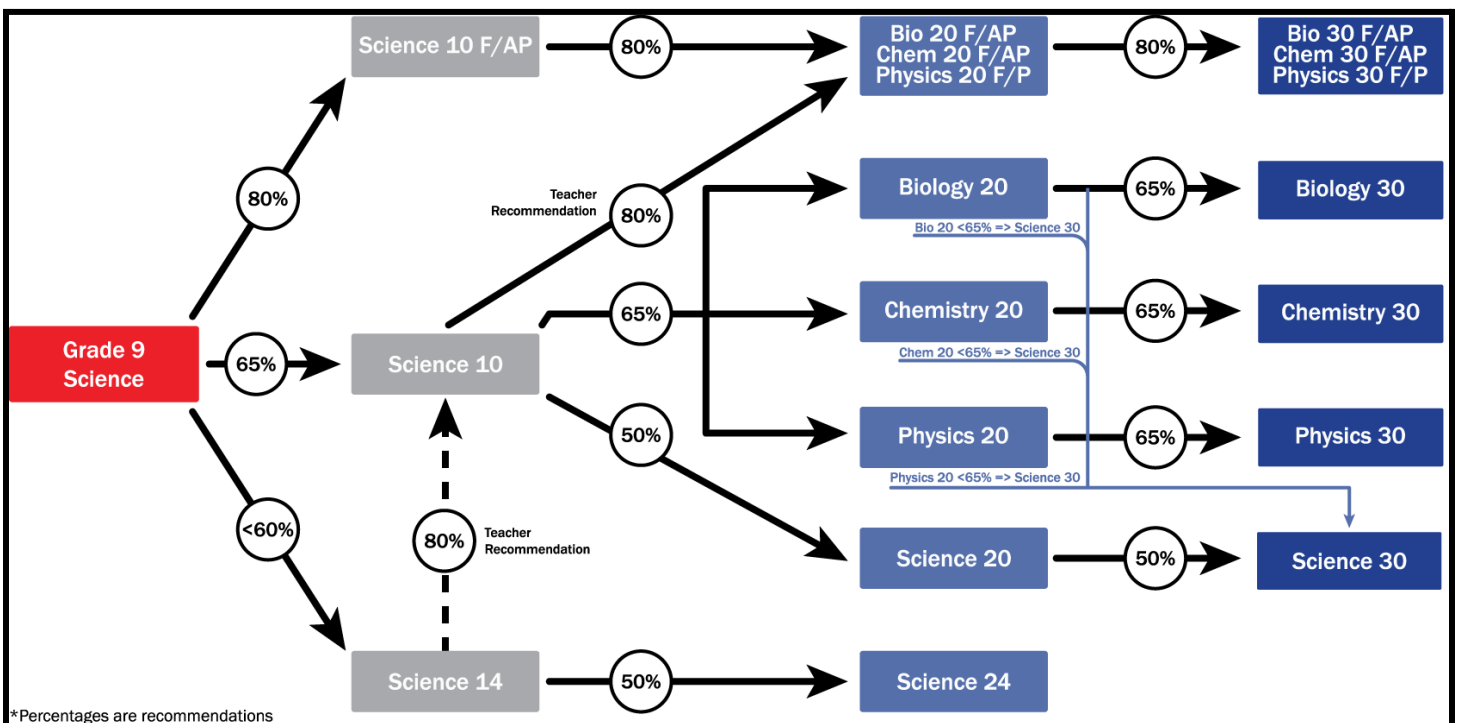 Science 10 F/AP
80%
Bio 20 F/AP
Chem 20 F/AP
Physics 20 F/P
80%
Bio 30 F/AP
Chem 30 F/AP
Physics 30 F/P
80%
Teacher
Recommendation
80%
Biology 20
65%
Biology 30
Bio 20 <65% => Science 30
Grade 9
Science
65%
Science 10
65%
Chemistry 20
65%
Chemistry 30
Chem 20 <65% => Science 30
50%
Physics 20
65%
Physics 30
Physics 20 <65% => Science 30
<60%
80%
Teacher
Recommendation
Science 20
50%
Science 30
Science 14
50%
Science 24
*Percentages are recommendations